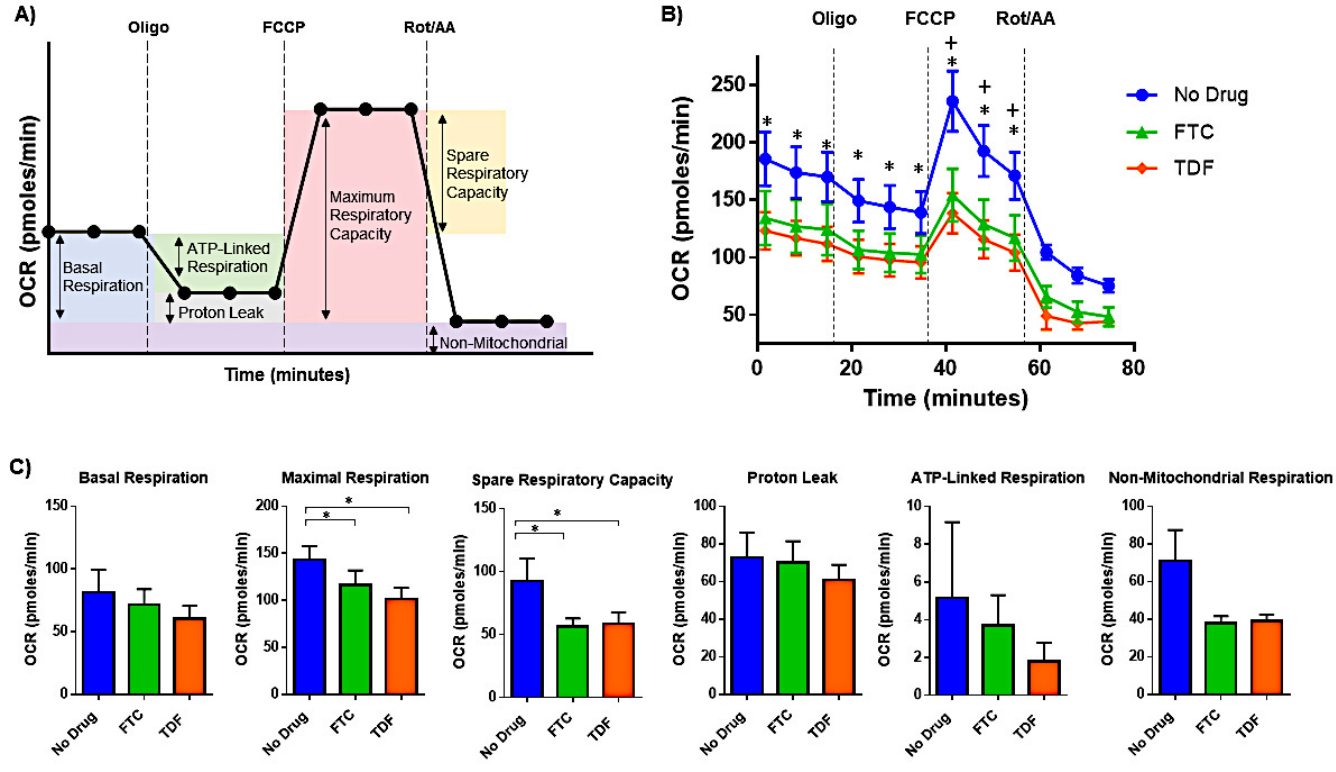 A)
Oligo
FCCP
Rot/AA
OCR (pmoles/min)
Basal
Respiration
ATP-Linked
Respiration
Proton Leak
Maximum
Respiratory
Capacity
Spare
Respiratory
Capacity
Non-Mitochondrial
Time (minutes)
B)
Oligo
FCCP
Rot/AA
OCR (pmoles/min)
250
200
150
100
50
* * * * * * + * + * + *
0 20 40 60 80
Time (minutes)
No Drug
FTC
TDF
C)
Basal Respiration
OCR (pmoles/min)
150
100
50
0
No Drug
FTC
TDF
Maximal Respiration
OCR (pmoles/min)
200
150
100
50
0
*
*
No Drug
FTC
TDF
Spare Respiratory Capacity
OCR (pmoles/min)
150
100
50
0
*
*
No Drug
FTC
TDF
Proton Leak
OCR (pmoles/min)
80
60
40
20
0
No Drug
FTC
TDF
ATP-Linked Respiration
OCR (pmoles/min)
10
8
6
4
2
0
No Drug
FTC
TDF
Non-Mitochondrial Respiration
OCR (pmoles/min)
80
60
40
20
0
No Drug
FTC
TDF